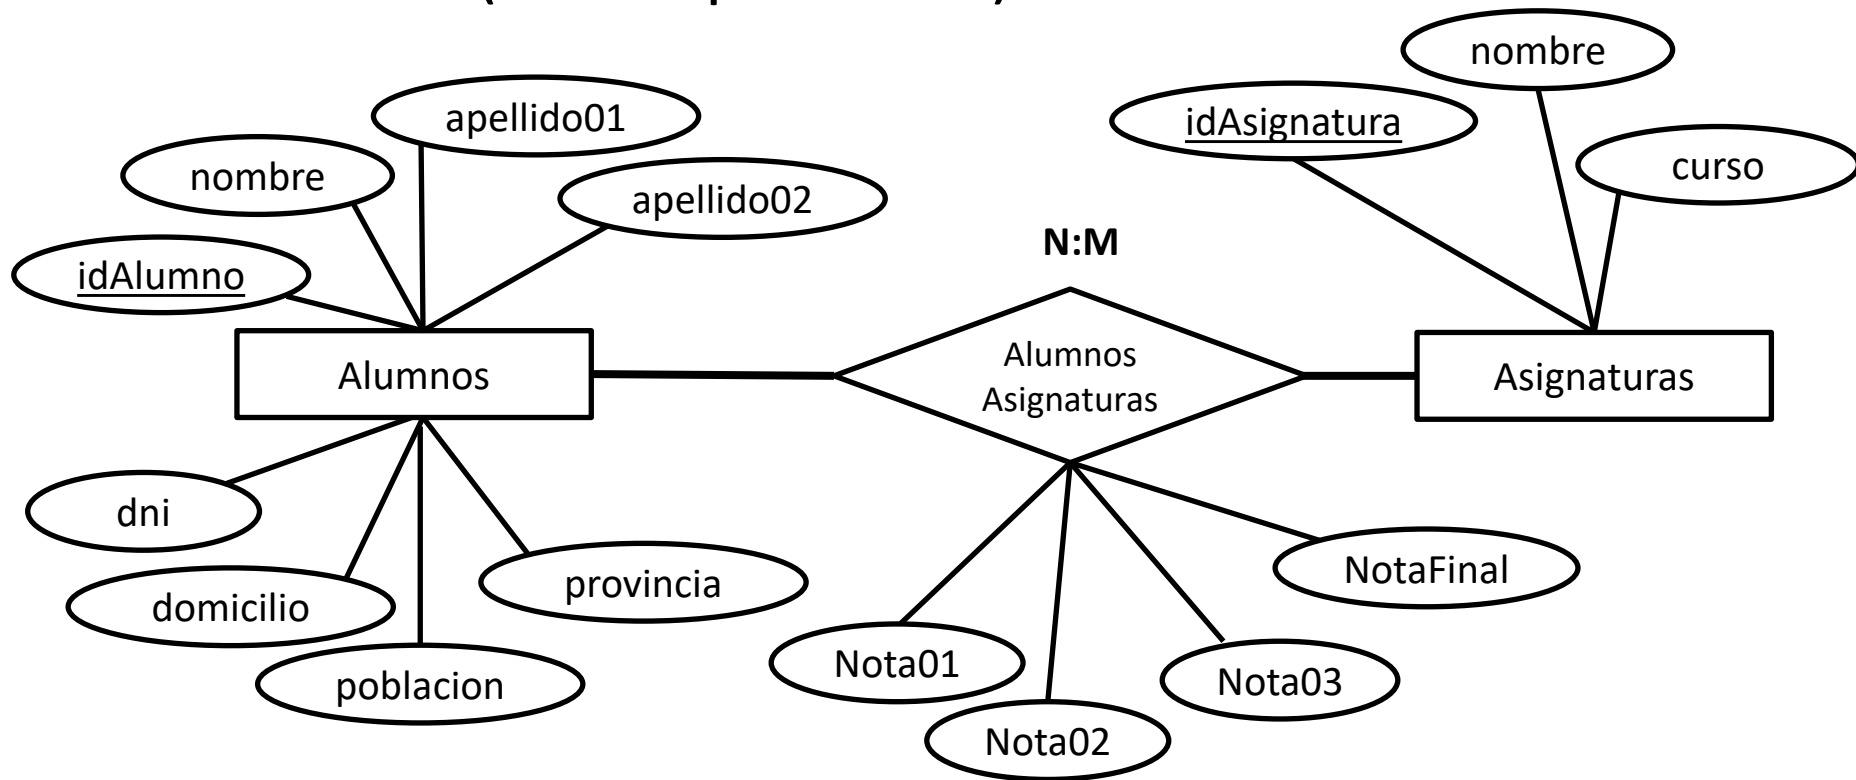 nombre
apellido01
idAsignatura
nombre
curso
apellido02
N:M
idAlumno
Alumnos
Alumnos
Asignaturas
Asignaturas
dni
domicilio
provincia
poblacion
NotaFinal
Nota01
Nota03
Nota02